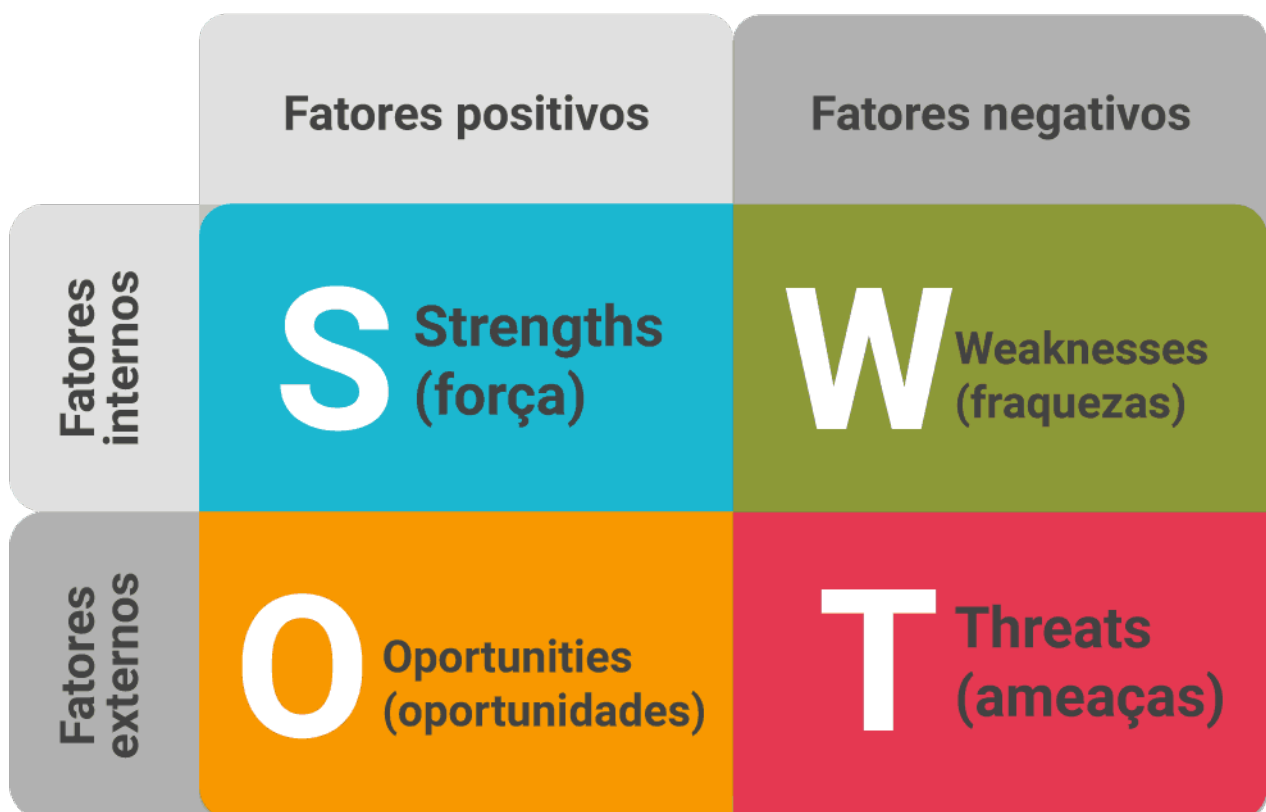 Fatores positivos
Fatores negativos
Fatores
internos
S
Strengths
(força)
W
Weaknesses
(fraquezas)
Fatores
externos
O
Oportunities
(oportunidades)
T
Threats
(ameaças)